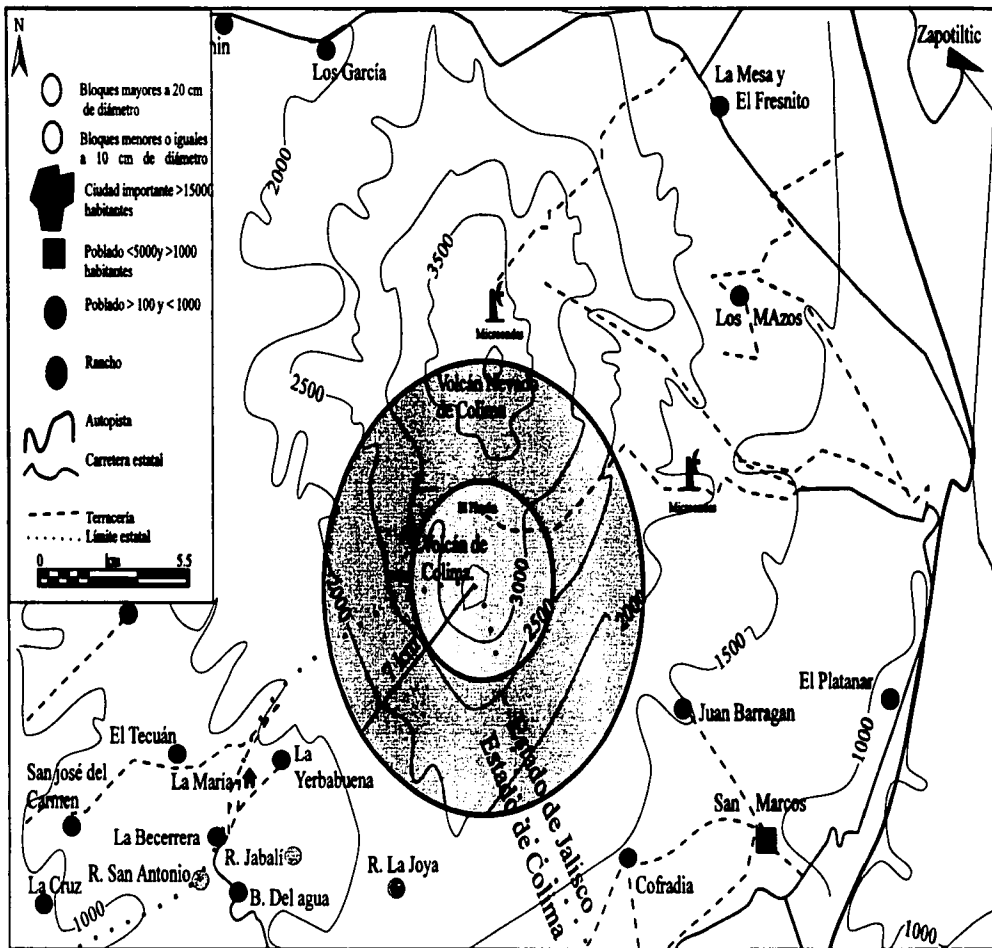 N
Bloques mayores a 20 cm
de diámetro
Bloques menores o iguales
a 10 cm de diámetro
Ciudad importante >15000
habitantes
Poblado <5000y >1000
habitantes
Poblado > 100 y < 1000
Rancho
Autopista
Carretera estatal
Terracería
Límite estatal
0 km 5.5
Los García
Zapotiltic
La Mesa y
El Fresnito
2000
3500
Microondas
Los MAzos
2500
Volcán Nevado
de Colima
Microondas
Volcán de
Colima
3000
2000
2500
2000
1500
El Platanar
Juan Barragan
1000
El Tecuán
La María
La
Yerbabuena
San josé del
Carmen
Estado de Jalisco
Estado de Colima
San Marcos
La Becerrera
R. Jabalí
R. San Antonio
R. La Joya
La Cruz
B. Del agua
Cofradia
1000
1000